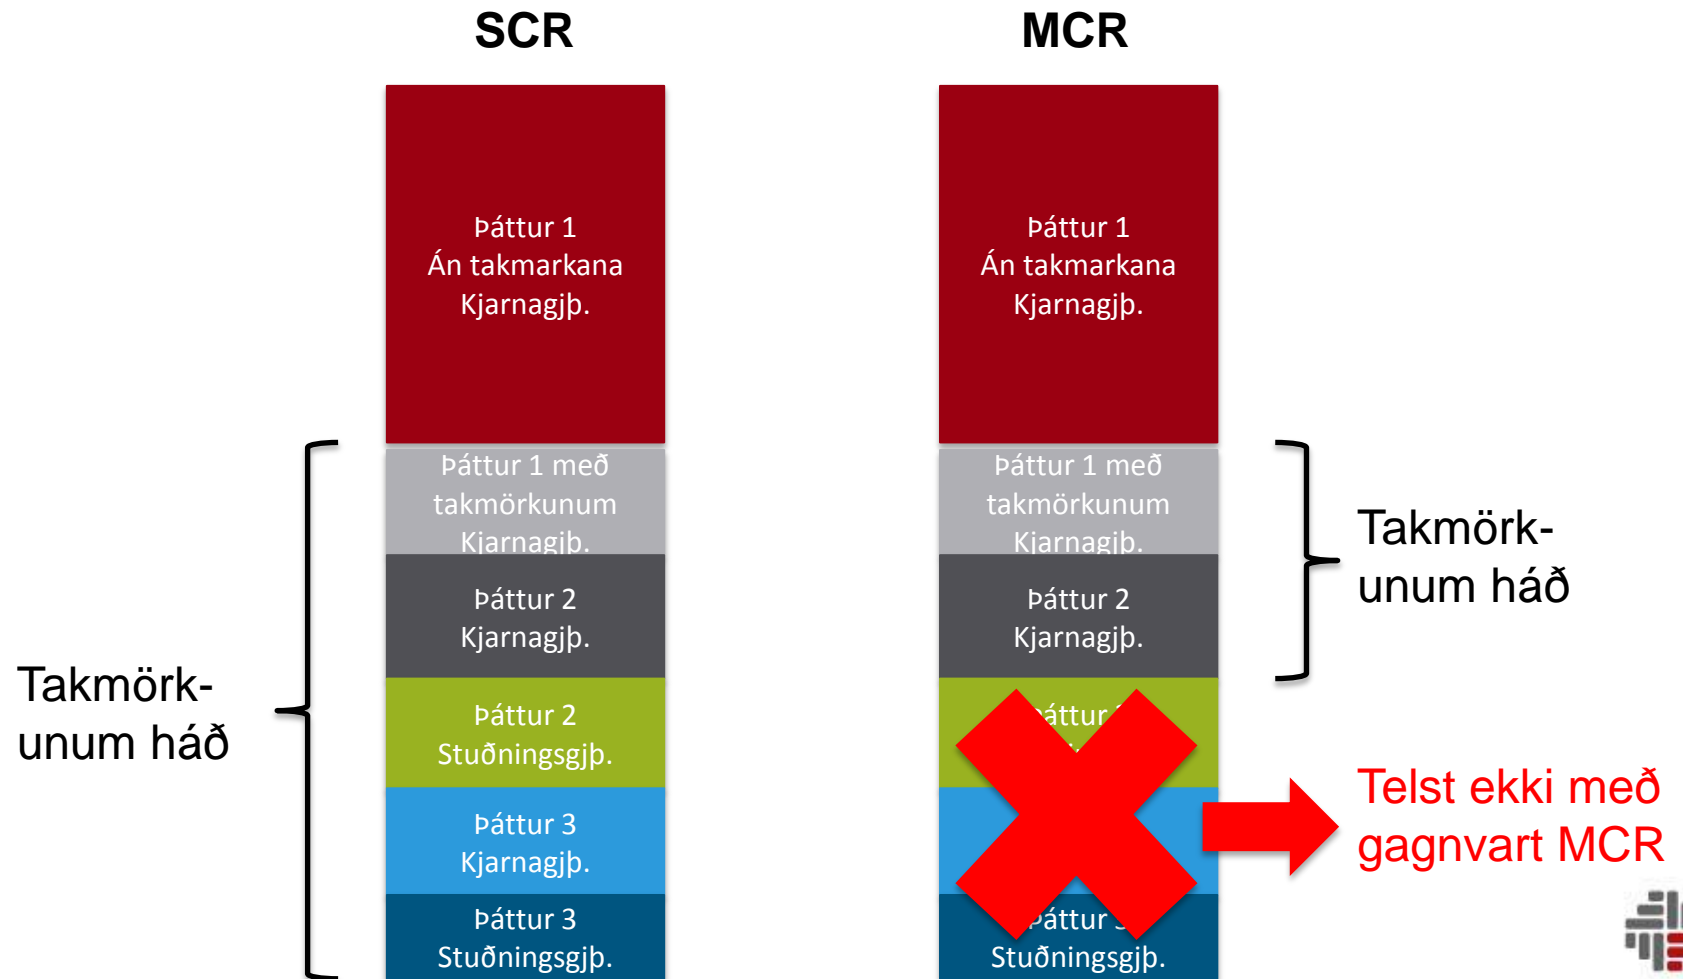 SCR
Þáttur 1
Án takmarkana
Kjarnagjþ.
Þáttur 1 með
takmörkunum
Kjarnagjþ.
Þáttur 2
Kjarnagjþ.
Þáttur 2
Stuðningsgjþ.
Þáttur 3
Kjarnagjþ.
Þáttur 3
Stuðningsgjþ.
Takmörk-
unum háð
MCR
Þáttur 1
Án takmarkana
Kjarnagjþ.
Þáttur 1 með
takmörkunum
Kjarnagjþ.
Þáttur 2
Kjarnagjþ.
Stuðningsgjþ.
Takmörk-
unum háð
Telst ekki með
gagnvart MCR